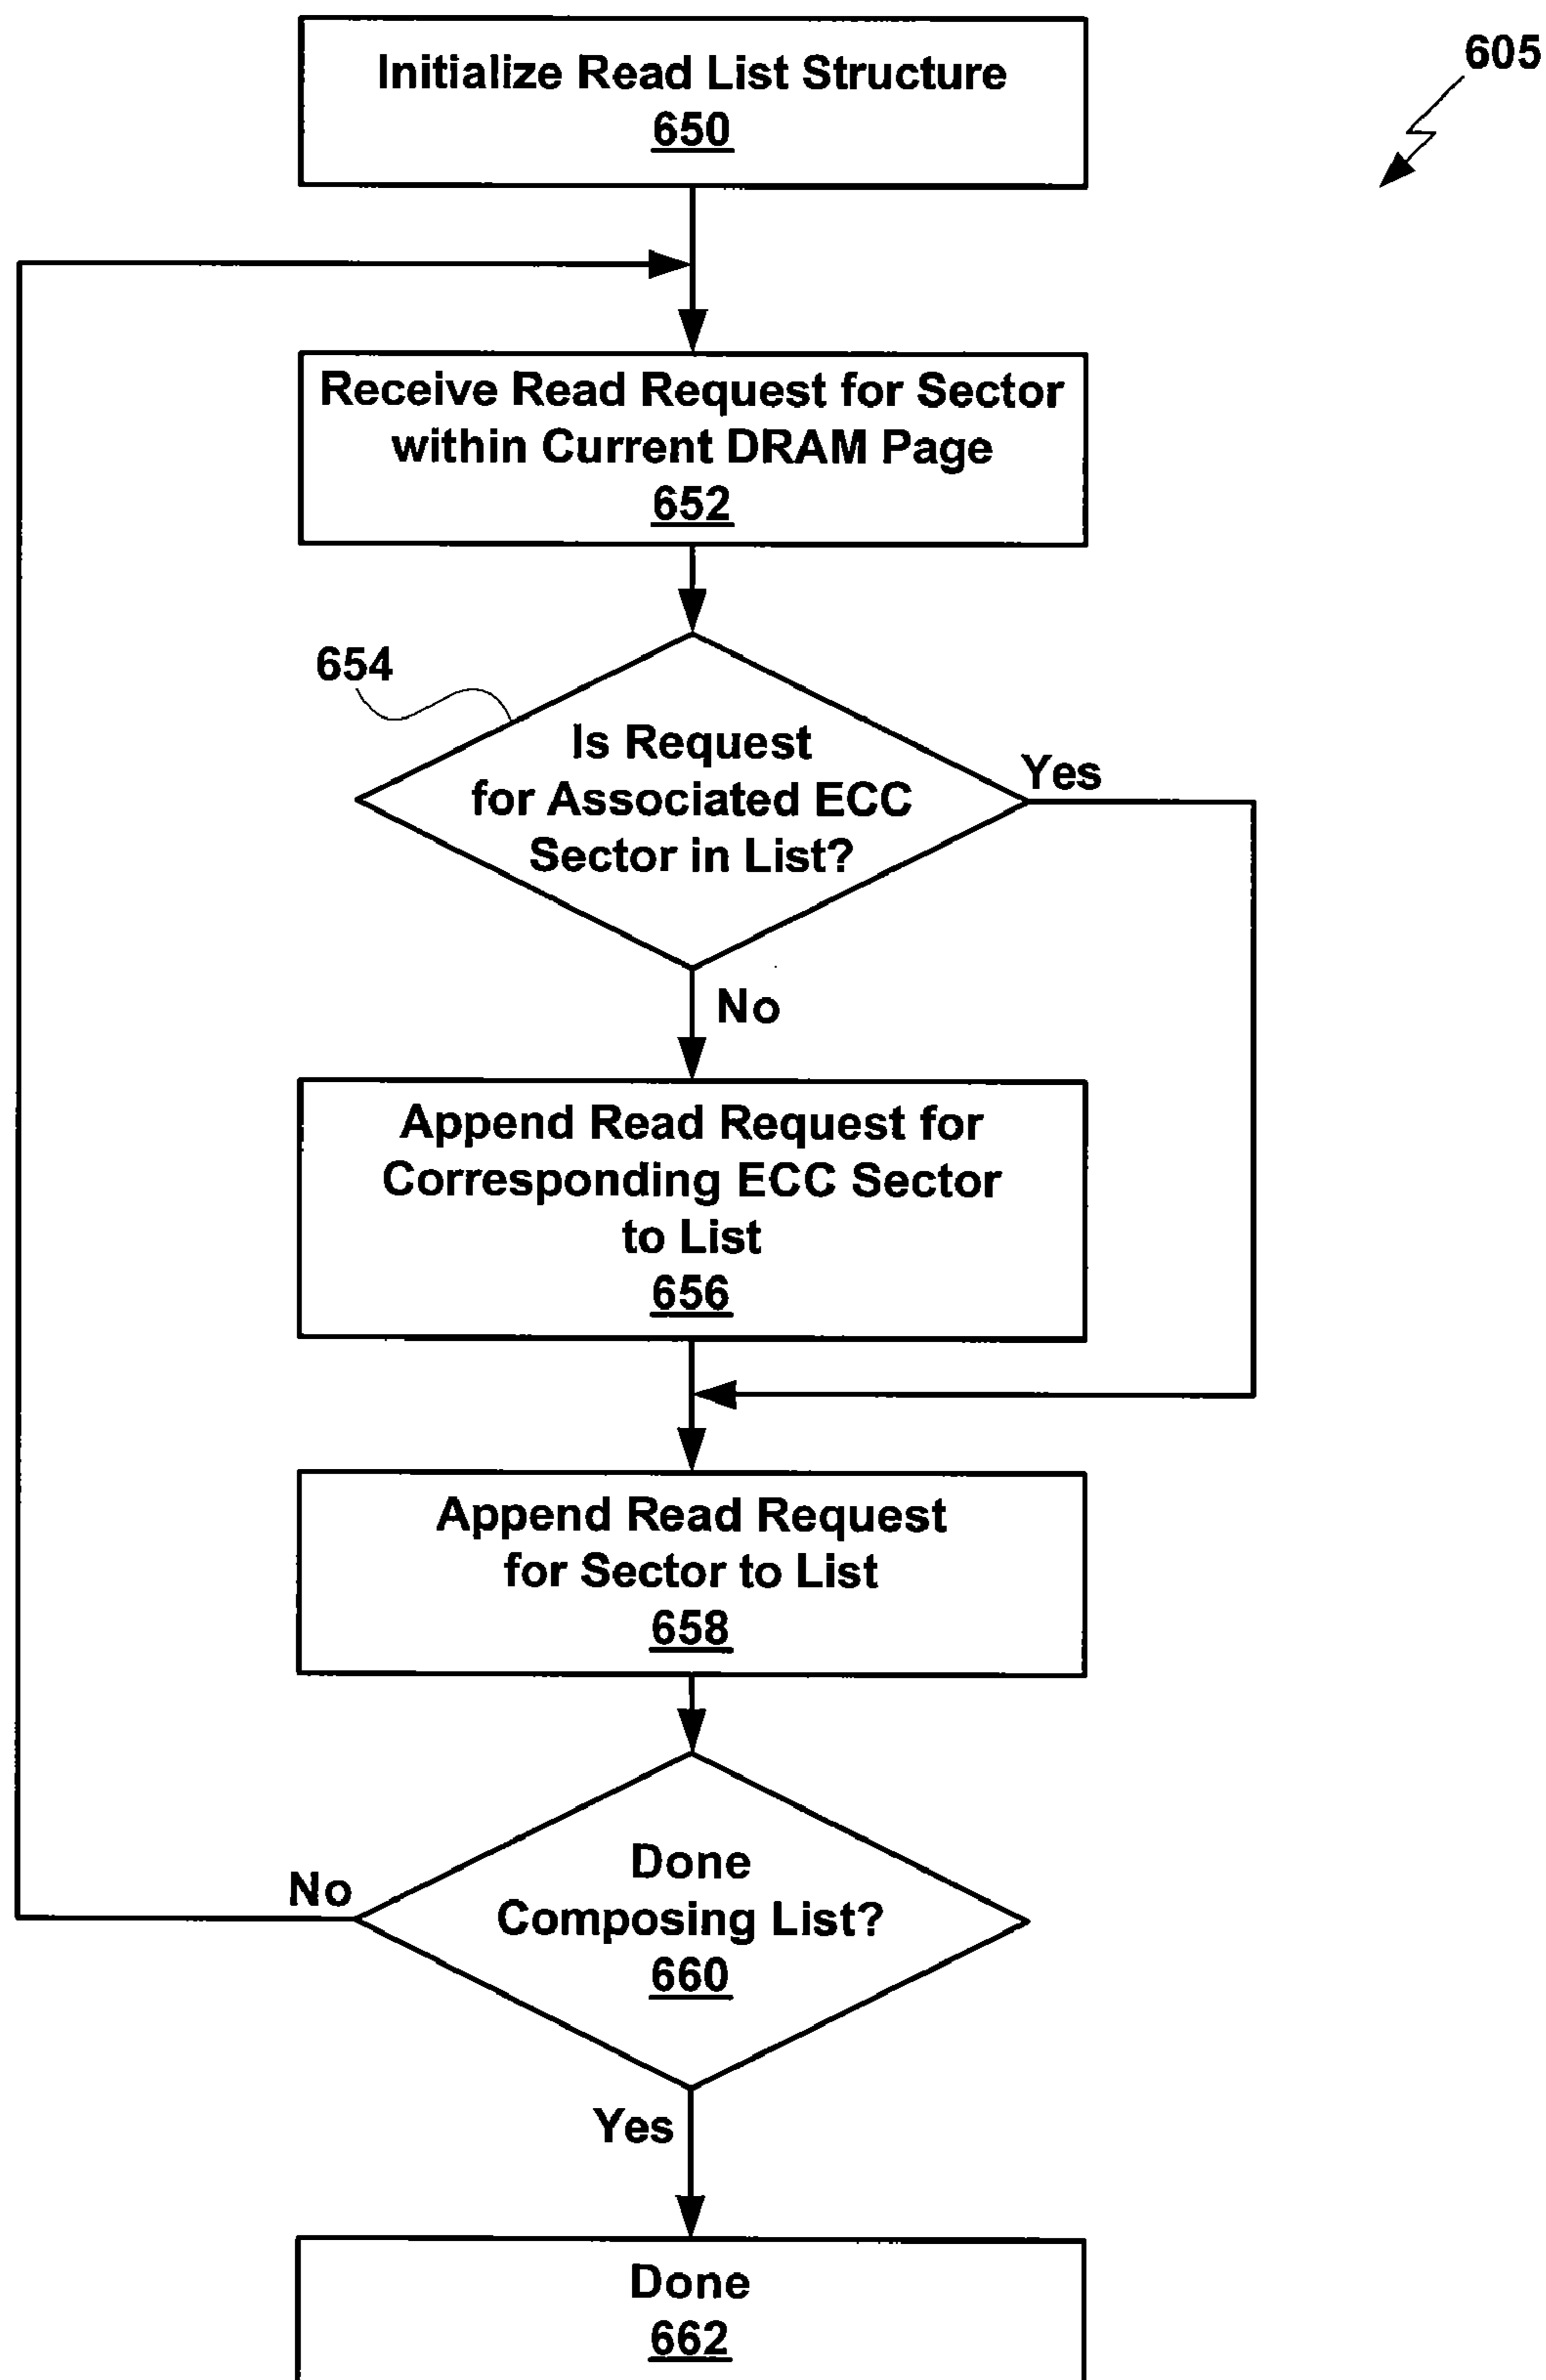 605
Initialize Read List Structure
650
Receive Read Request for Sector
within Current DRAM Page
652
654
Is Request
for Associated ECC
Sector in List?
Yes
No
Append Read Request for
Corresponding ECC Sector
to List
656
Append Read Request
for Sector to List
658
Done
Composing List?
660
No
Yes
Done
662